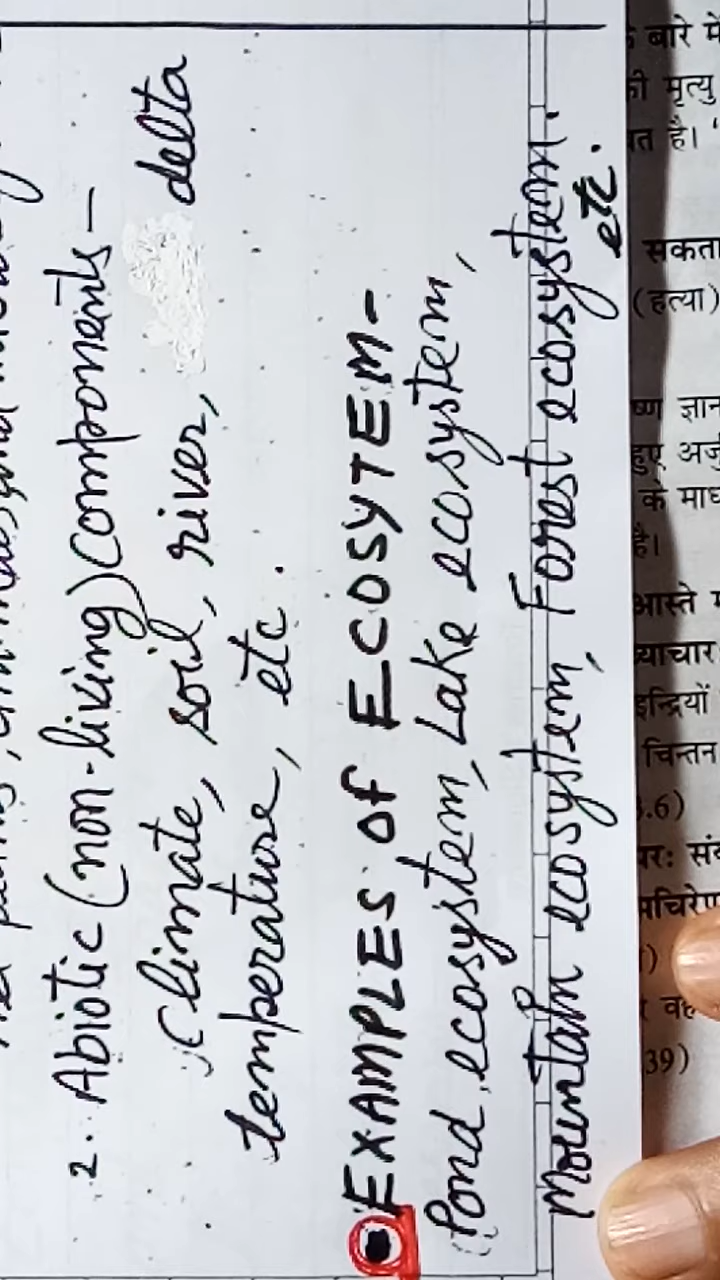 2. Abiotic (non-living) components —
Climate, soil, river, delta
temperature, etc.
EXAMPLES OF ECOSYTEM-
Pond ecosystem, Lake ecosystem,
Mountain ecosystem, Forest ecosystem.
etc.
बारे में
मृत्यु
है।
सकता
(हत्या)
ज्ञान
हुए
के
है।
इन्द्रियों
चिन्तन
.6)
39)